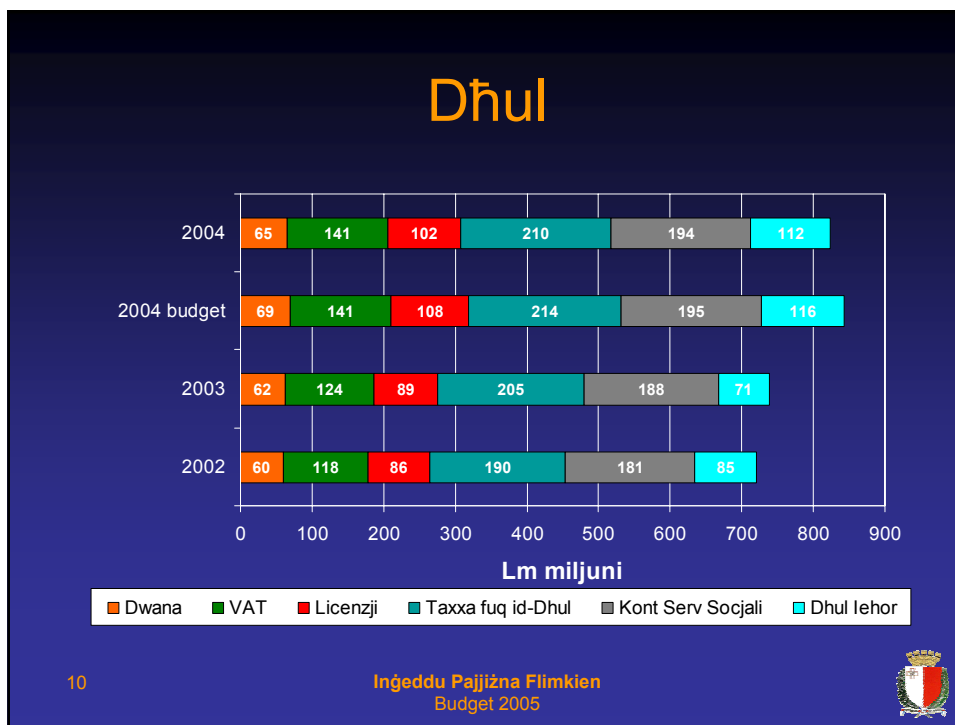 Dħul
2004 65 141 102 210 194 112
2004 budget 69 141 108 214 195 116
2003 62 124 89 205 188 71
2002 60 118 86 190 181 85
0 100 200 300 400 500 600 700 800 900
Lm miljuni
Dwana VAT Licenzji Taxxa fuq id-Dhul Kont Serv Socjali Dhul Iehor
10
Inġeddu Pajjiżna Flimkien
Budget 2005